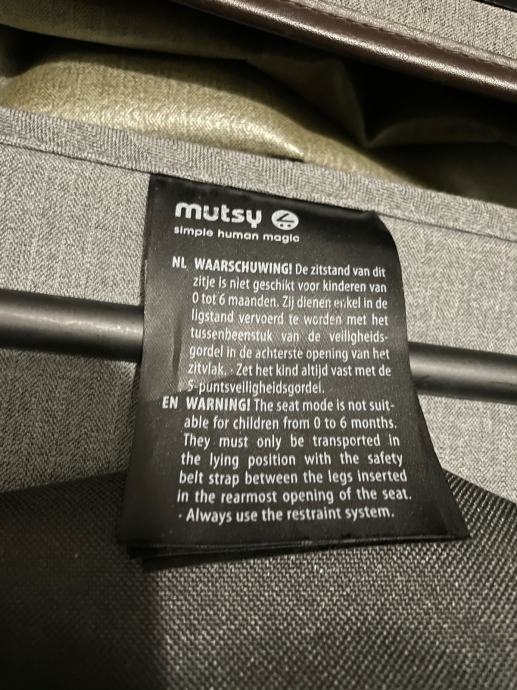 mutsy
simple human magic
NL WAARSCHUWING! De zitstand van dit
zitje is niet geschikt voor kinderen van
0 tot 6 maanden. Zij dienen enkel in de
ligstand vervoerd te worden met het
tussenbeenstuk van de veiligheids-
gordel in de achterste opening van het
zitvlak. · Zet het kind altijd vast met de
5-puntsveiligheidsgordel.
EN WARNING! The seat mode is not suit-
able for children from 0 to 6 months.
They must only be transported in
the lying position with the safety
belt strap between the legs inserted
in the rearmost opening of the seat.
· Always use the restraint system.